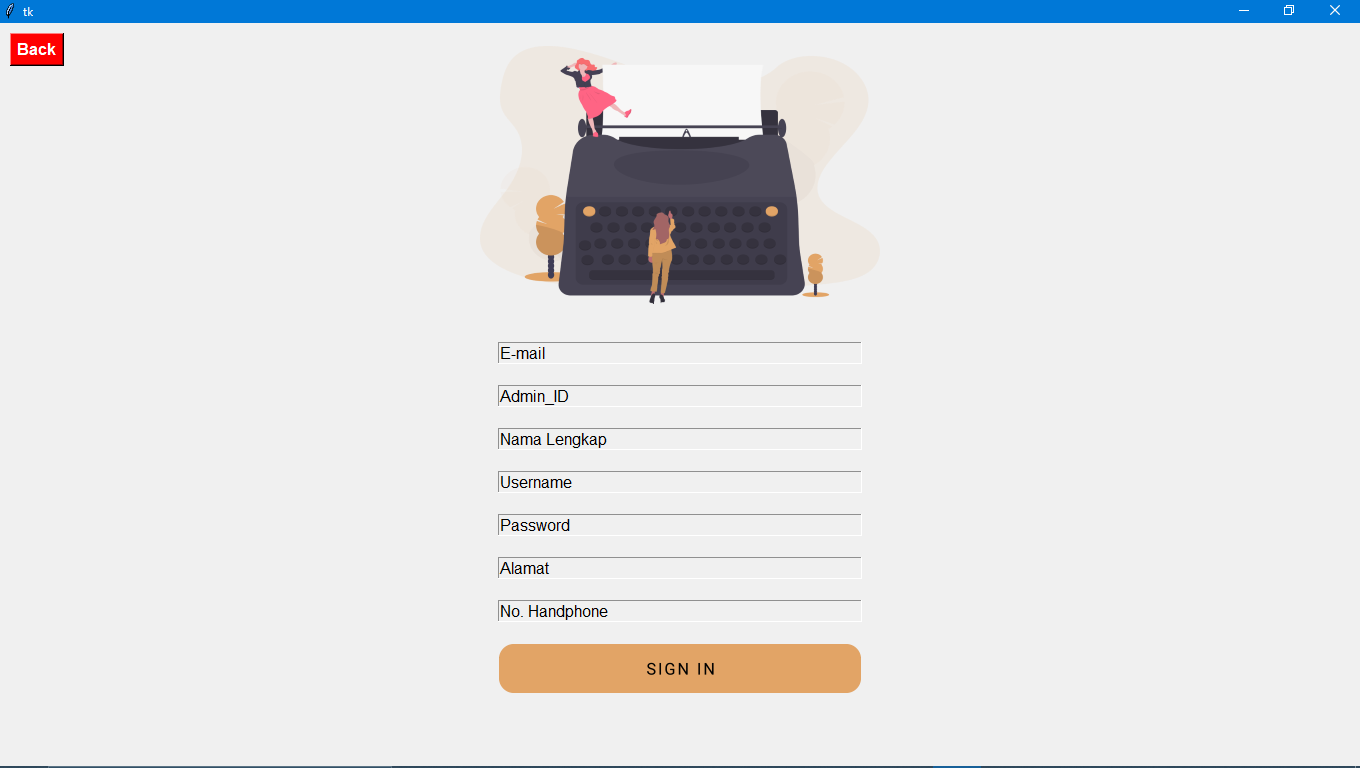 tk
Back
E-mail
Admin_ID
Nama Lengkap
Username
Password
Alamat
No. Handphone
SIGN IN